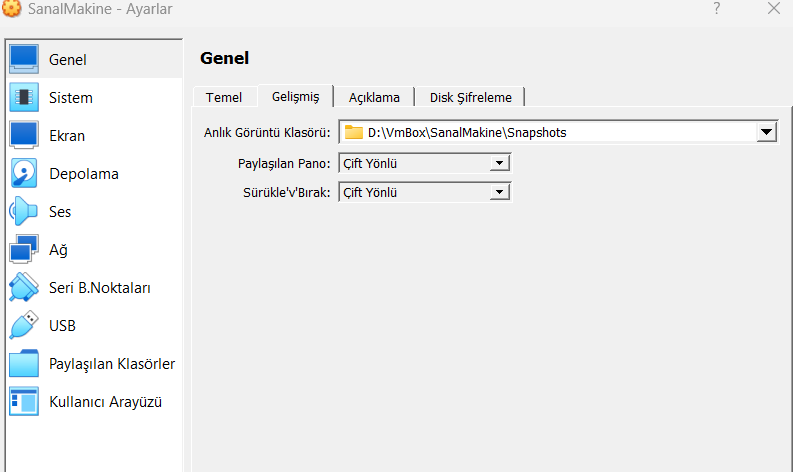 SanalMakine - Ayarlar
?
Genel
Sistem
Ekran
Depolama
Ses
Ağ
Seri B.Noktaları
USB
Paylaşılan Klasörler
Kullanıcı Arayüzü
Genel
Temel Gelişmiş Açıklama Disk Şifreleme
Anlık Görüntü Klasörü: D:\VmBox\SanalMakine\Snapshots
Paylaşılan Pano: Çift Yönlü
Sürükle'v'Bırak: Çift Yönlü